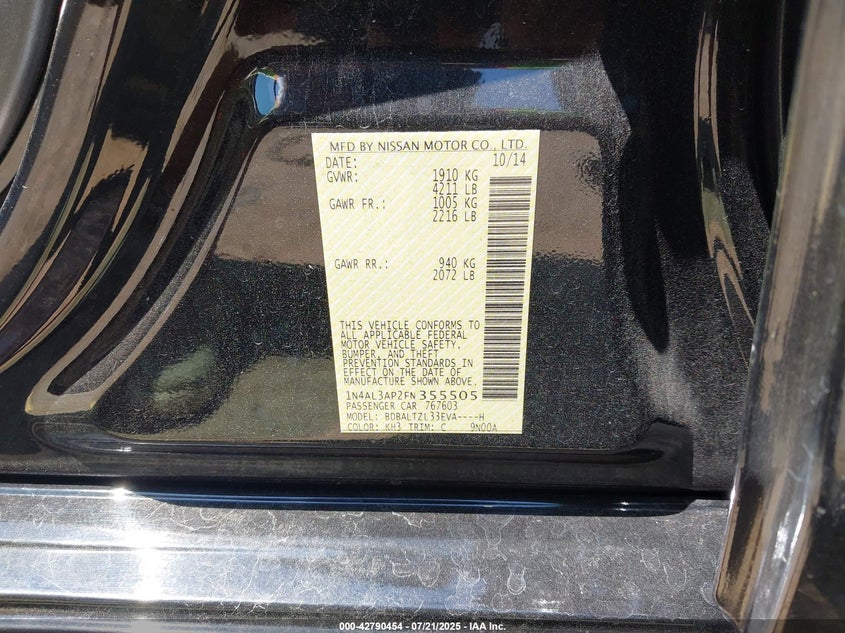 MFD BY NISSAN MOTOR CO., LTD.
DATE: 10/14
GVWR: 1910 KG
4211 LB
GAWR FR.: 1005 KG
2216 LB
GAWR RR.: 940 KG
2072 LB
THIS VEHICLE CONFORMS TO
ALL APPLICABLE FEDERAL
MOTOR VEHICLE SAFETY,
BUMPER, AND THEFT
PREVENTION STANDARDS IN
EFFECT ON THE DATE OF
MANUFACTURE SHOWN ABOVE.
1N4AL3AP2FN355505
PASSENGER CAR 767603
MODEL: BDBALTZL33EVA----H
COLOR: KH3 TRIM: C 9N00A
000-42790454 - 07/21/2025 - IAA Inc.